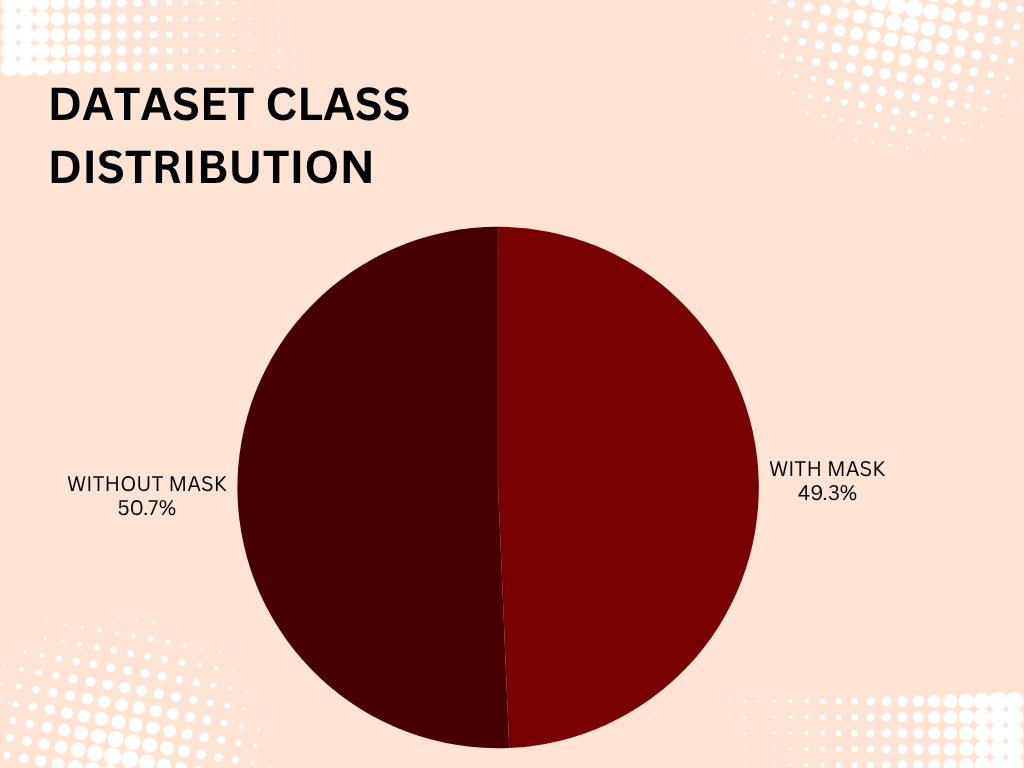 DATASET CLASS
DISTRIBUTION
WITH MASK
49.3%
WITHOUT MASK
50.7%